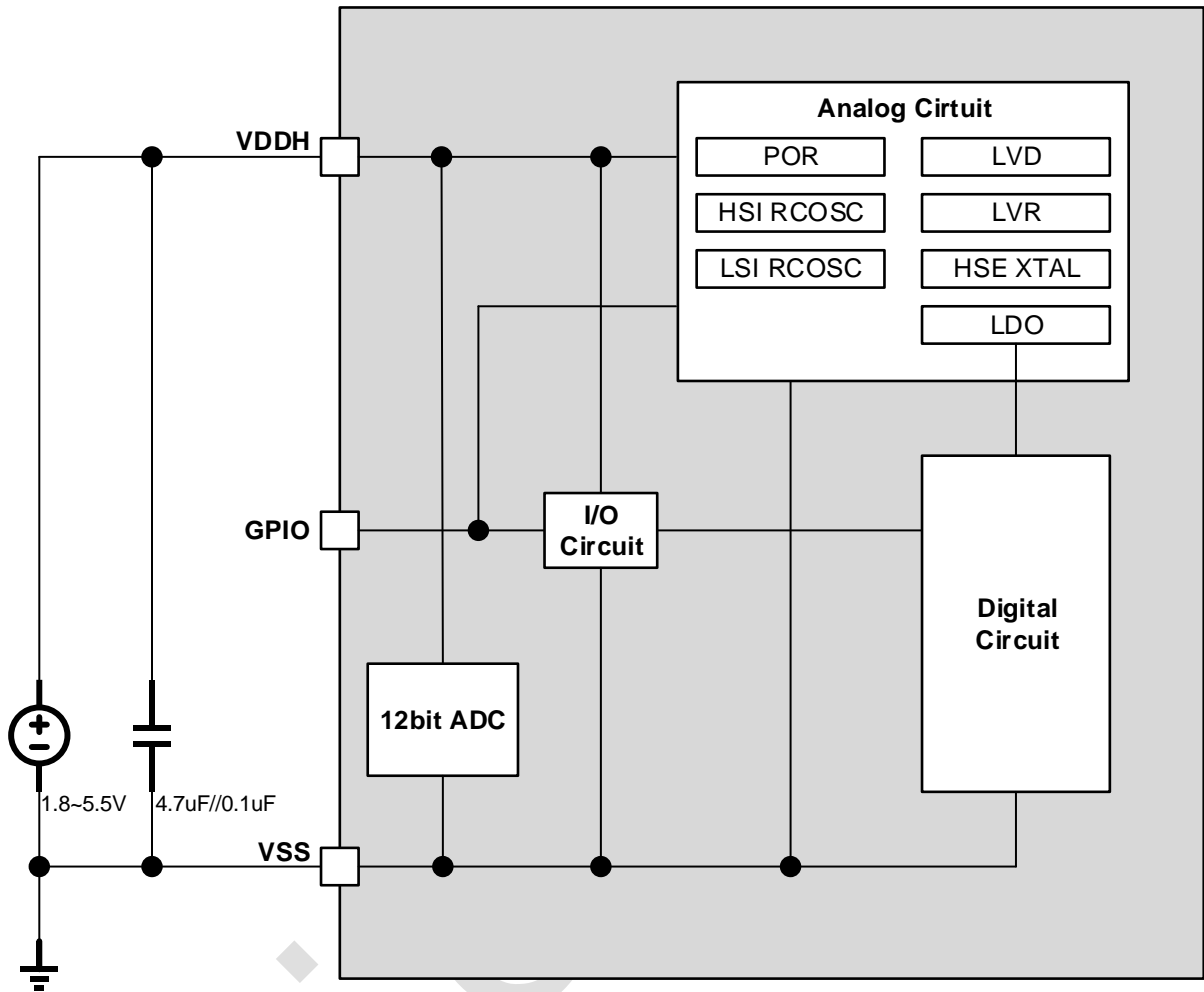 Analog Cirtuit
VDDH
POR
LVD
HSI RCOSC
LVR
LSI RCOSC
HSE XTAL
LDO
GPIO
I/O
Circuit
Digital
Circuit
12bit ADC
1.8~5.5V
4.7uF//0.1uF
VSS